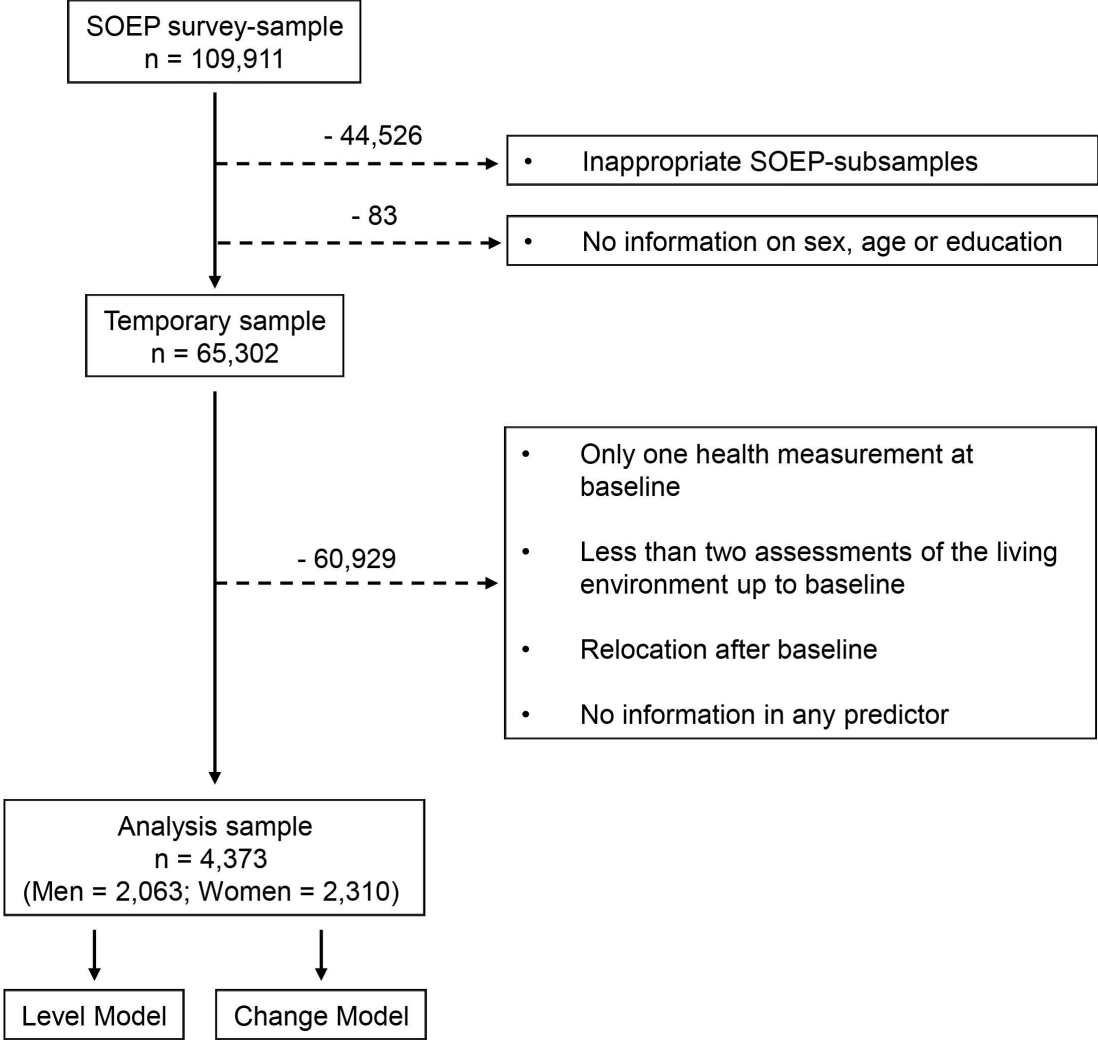 SOEP survey-sample
n = 109,911
- 44,526
• Inappropriate SOEP-subsamples
- 83
• No information on sex, age or education
Temporary sample
n = 65,302
• Only one health measurement at
baseline
• Less than two assessments of the living
environment up to baseline
- 60,929
• Relocation after baseline
• No information in any predictor
Analysis sample
n = 4,373
(Men = 2,063; Women = 2,310)
Level Model
Change Model